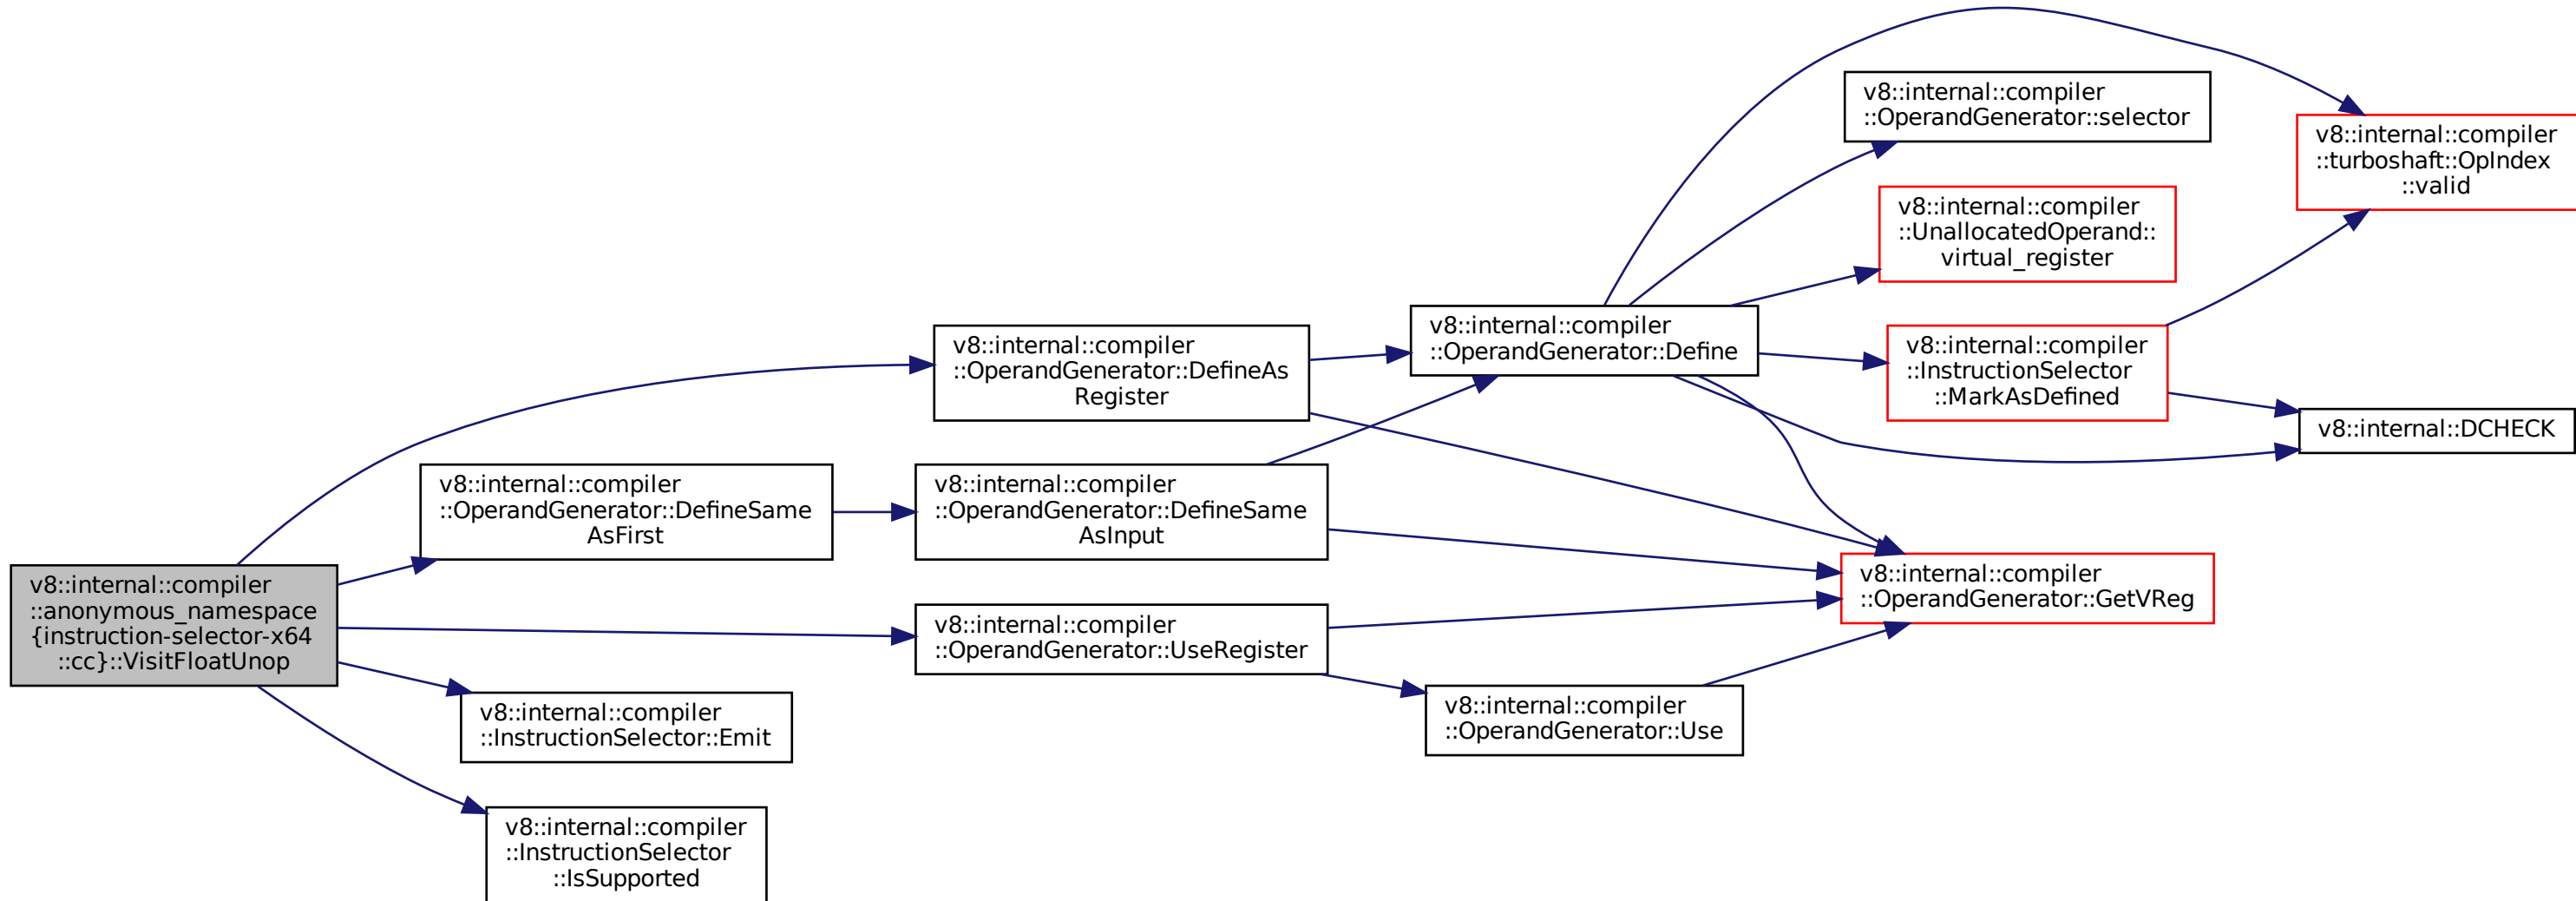 v8::internal::compiler
::anonymous_namespace
{instruction-selector-x64
::cc}::VisitFloatUnop
v8::internal::compiler
::OperandGenerator::DefineAs
Register
v8::internal::compiler
::OperandGenerator::Define
v8::internal::compiler
::OperandGenerator::selector
v8::internal::compiler
::UnallocatedOperand::
virtual_register
v8::internal::compiler
::InstructionSelector
::MarkAsDefined
v8::internal::compiler
::turboshaft::OpIndex
::valid
v8::internal::DCHECK
v8::internal::compiler
::OperandGenerator::GetVReg
v8::internal::compiler
::OperandGenerator::DefineSame
AsFirst
v8::internal::compiler
::OperandGenerator::DefineSame
AsInput
v8::internal::compiler
::OperandGenerator::UseRegister
v8::internal::compiler
::OperandGenerator::Use
v8::internal::compiler
::InstructionSelector::Emit
v8::internal::compiler
::InstructionSelector
::IsSupported